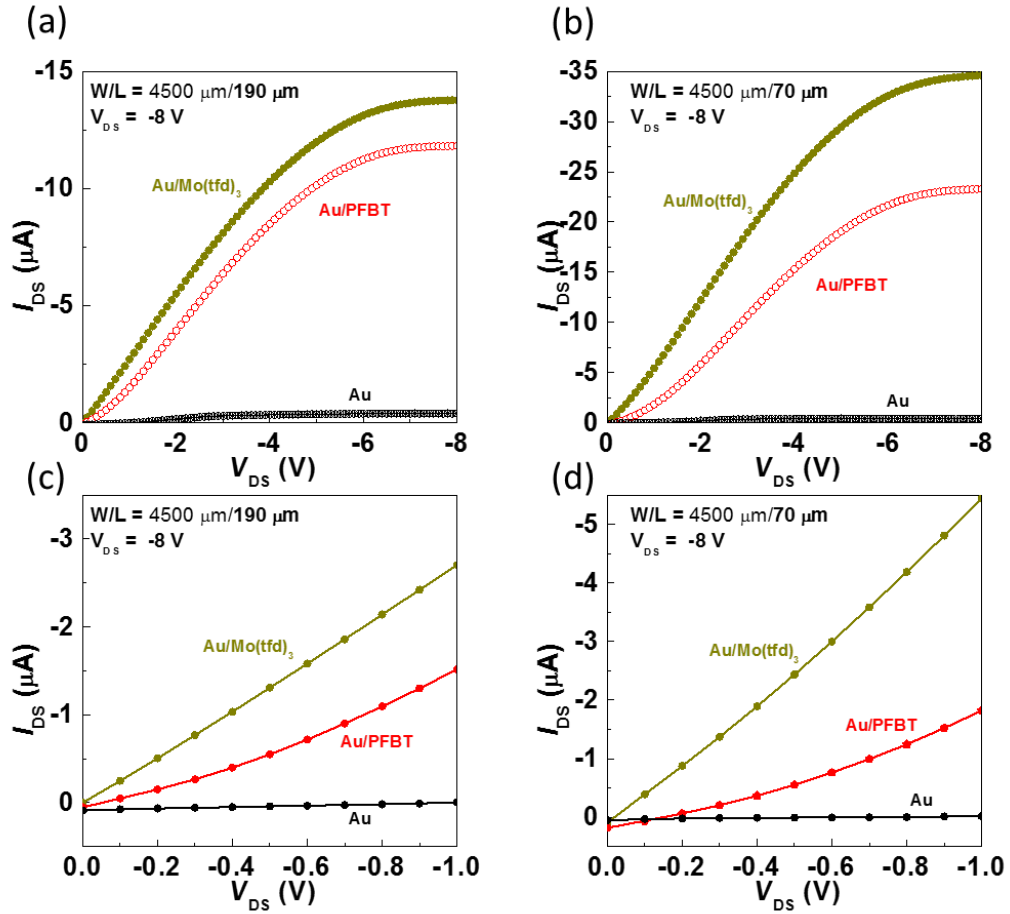 (a)
-15
-10
-5
0
I_DS (μA)
W/L = 4500 μm/190 μm
V_DS = -8 V
Au/Mo(tfd)₃
Au/PFBT
Au
0 -2 -4 -6 -8
V_DS (V)
(b)
-35
-30
-25
-20
-15
-10
-5
0
I_DS (μA)
W/L = 4500 μm/70 μm
V_DS = -8 V
Au/Mo(tfd)₃
Au/PFBT
Au
0 -2 -4 -6 -8
V_DS (V)
(c)
-3
-2
-1
0
I_DS (μA)
W/L = 4500 μm/190 μm
V_DS = -8 V
Au/Mo(tfd)₃
Au/PFBT
Au
0.0 -0.2 -0.4 -0.6 -0.8 -1.0
V_DS (V)
(d)
-5
-4
-3
-2
-1
0
I_DS (μA)
W/L = 4500 μm/70 μm
V_DS = -8 V
Au/Mo(tfd)₃
Au/PFBT
Au
0.0 -0.2 -0.4 -0.6 -0.8 -1.0
V_DS (V)